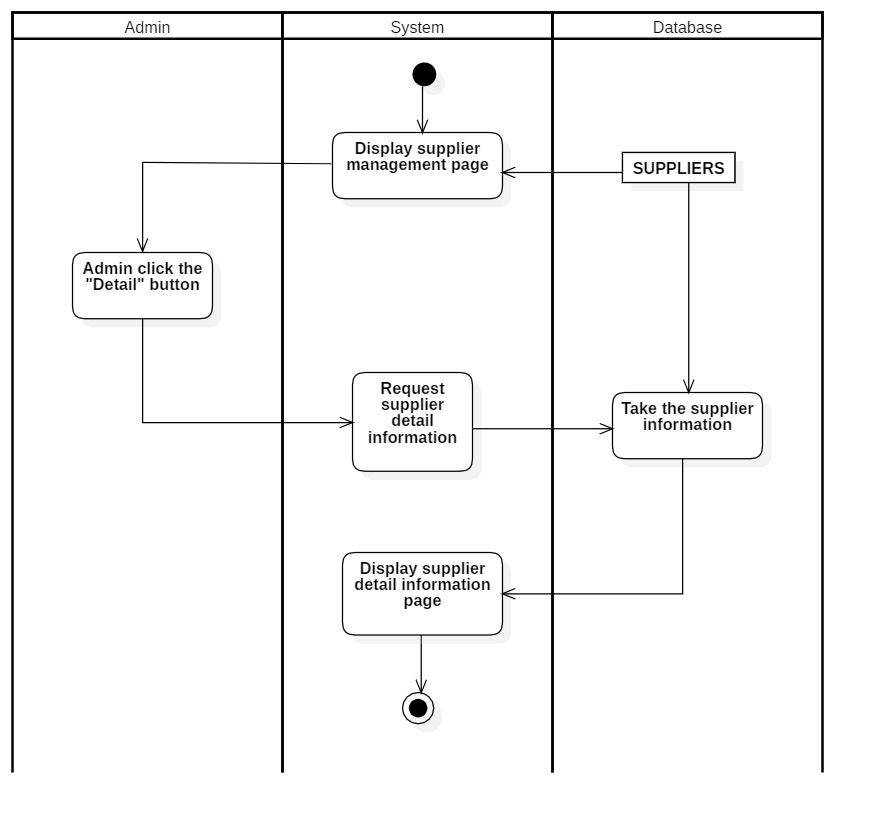 Admin
System
Database
Display supplier
management page
SUPPLIERS
Admin click the
"Detail" button
Request
supplier
detail
information
Take the supplier
information
Display supplier
detail information
page